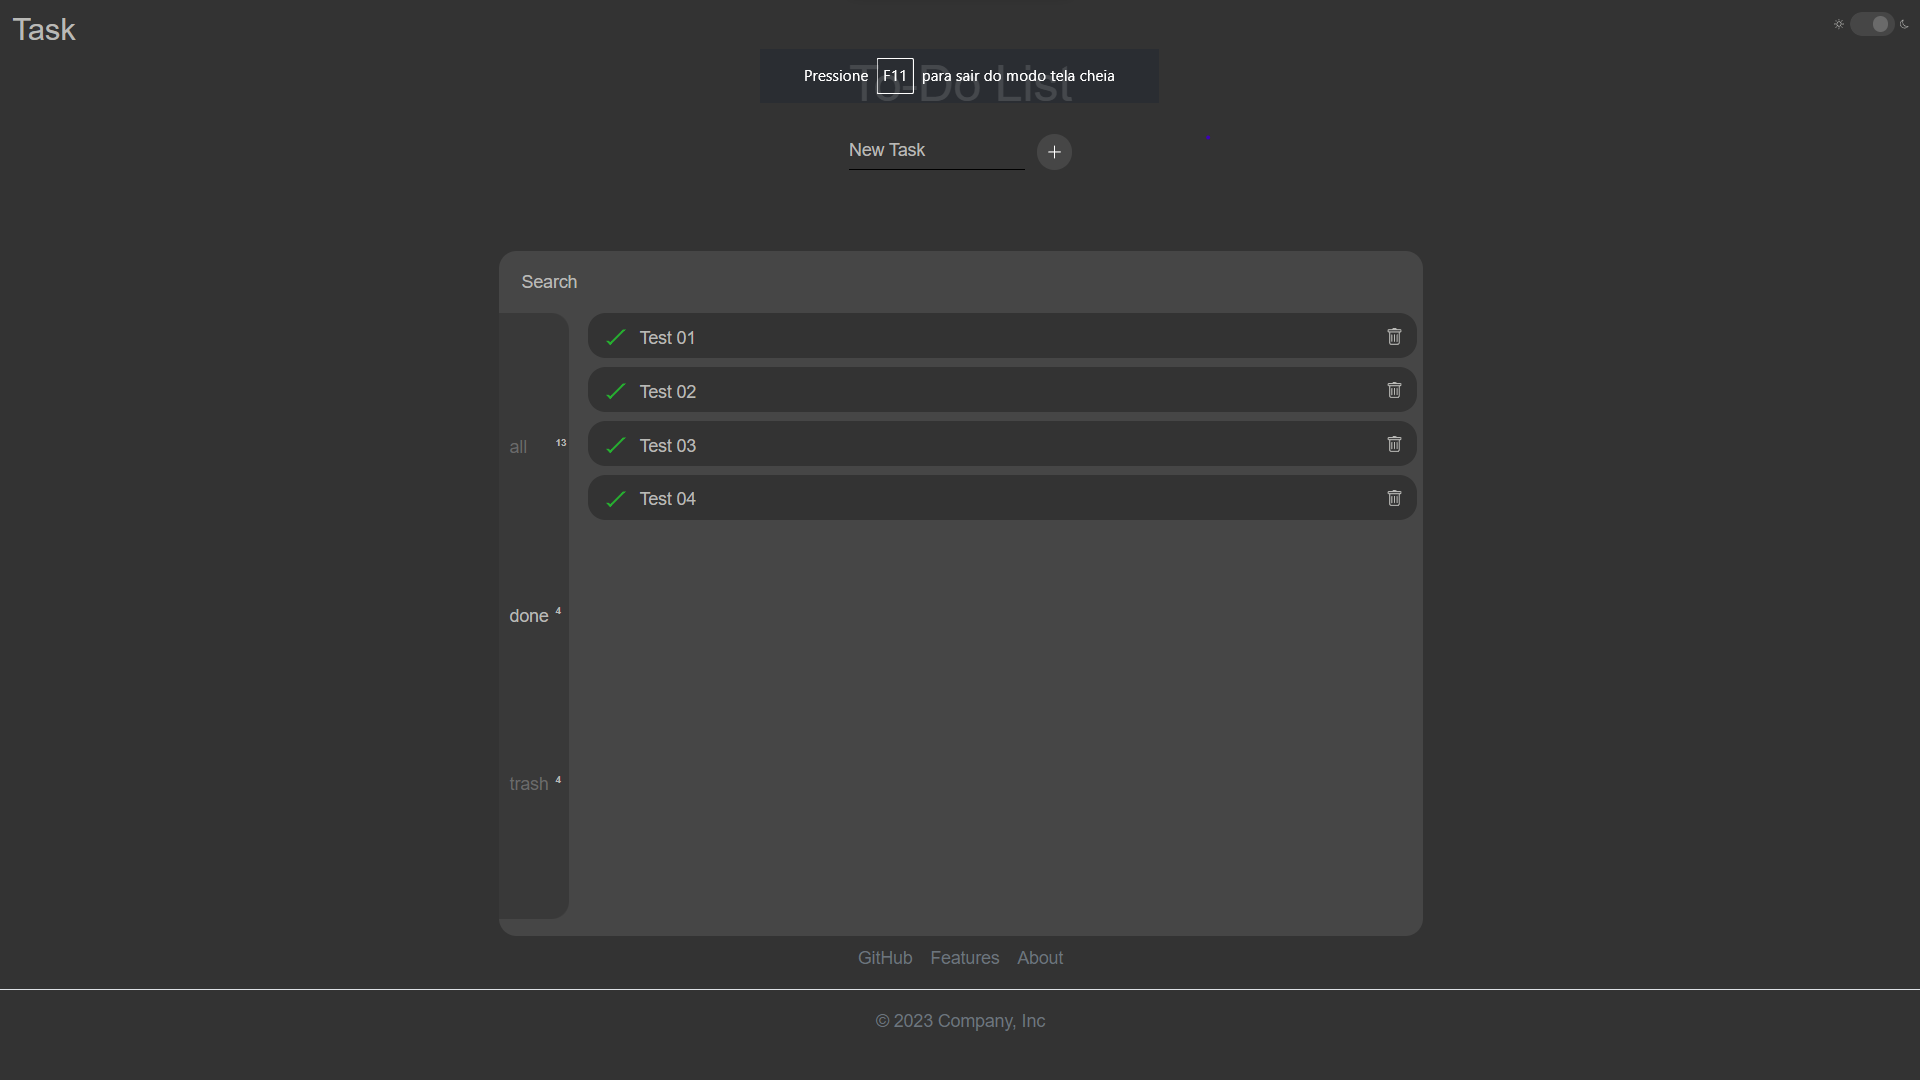 Task
Pressione F11 para sair do modo tela cheia
To-Do List
New Task
Search
Test 01
Test 02
Test 03
Test 04
all 13
done 4
trash 4
GitHub Features About
© 2023 Company, Inc